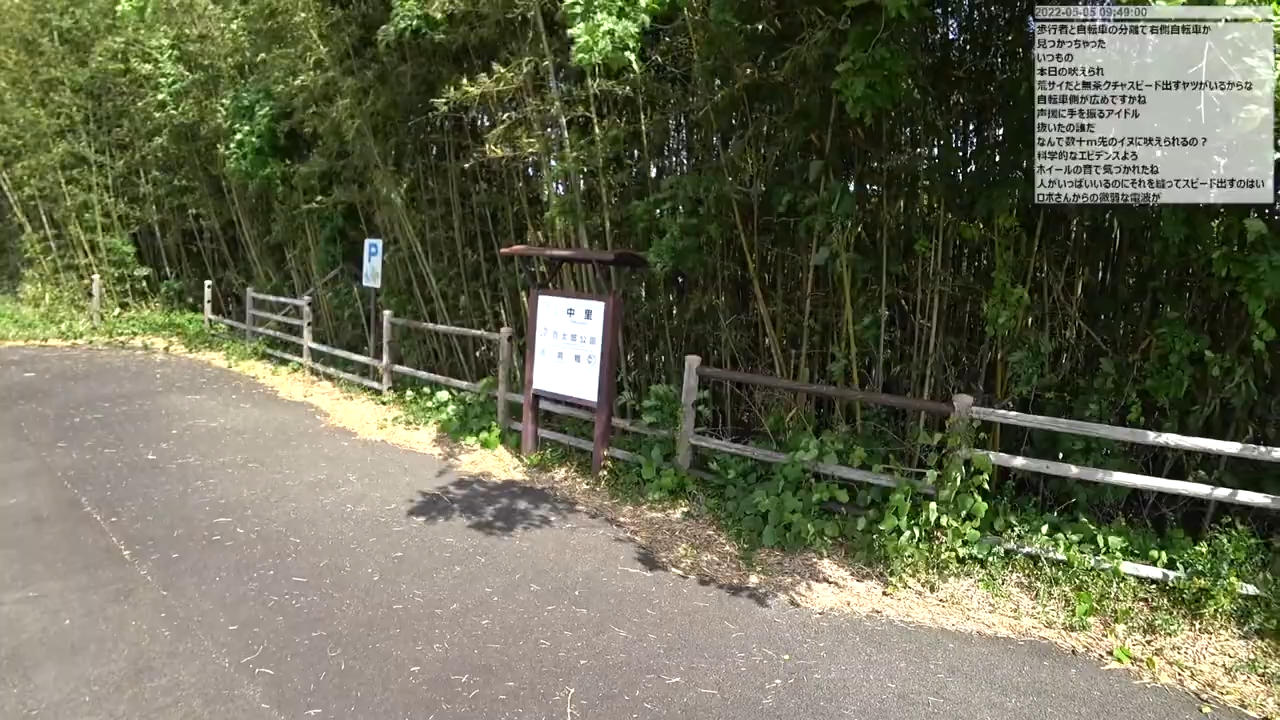 2022-05-05 09:49:00
歩行者と自転車の分離で右側自転車か
見つかっちゃった
いつもの
本日の吠えられ
荒サイだと無茶クチャスピード出すヤツがいるからな
自転車側が広めですかね
声援に手を振るアイドル
抜いたの誰だ
なんで数十m先のイヌに吠えられるの？
科学的なエビデンスよろ
ホイールの音で気づかれたね
人がいっぱいいるのにそれを縫ってスピード出すのはい
ロボさんからの微弱な電波が
P
中里
公園